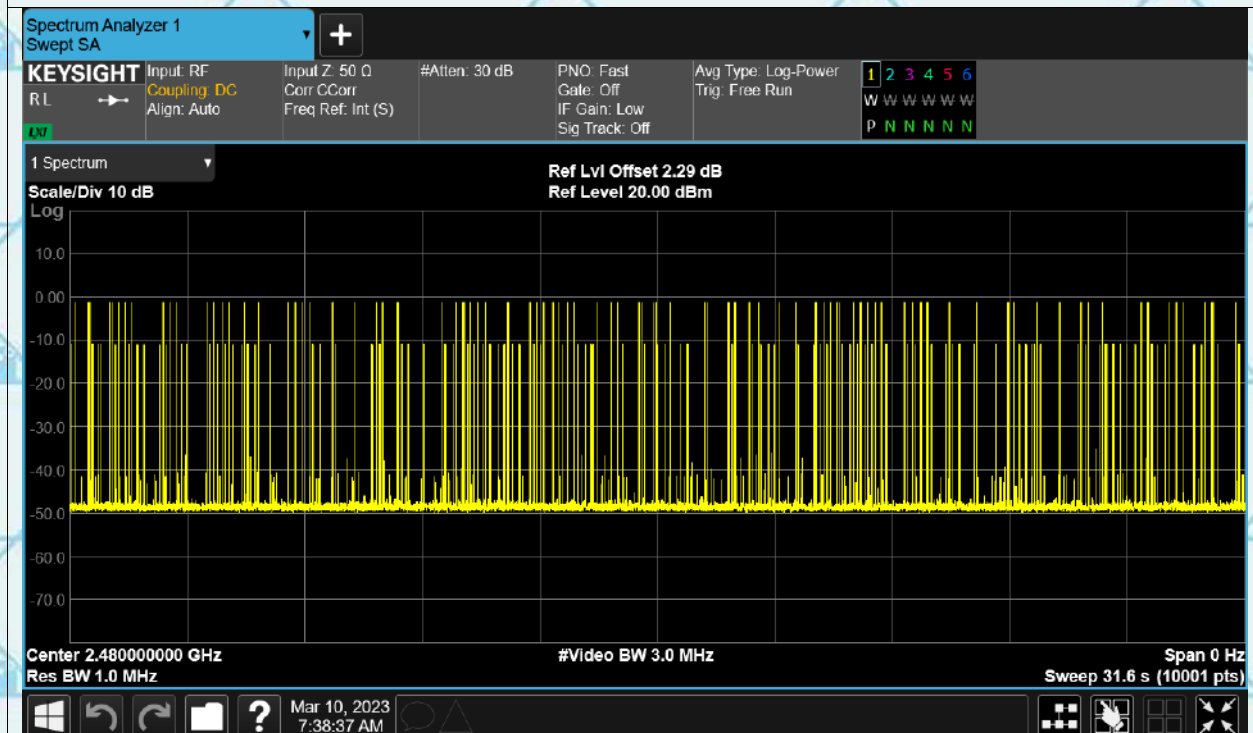 Spectrum Analyzer 1
Swept SA
+
KEYSIGHT
RL
LXI
Input: RF
Coupling: DC
Align: Auto
Input Z: 50 Ω
Corr CCorr
Freq Ref: Int (S)
#Atten: 30 dB
PNO: Fast
Gate: Off
IF Gain: Low
Sig Track: Off
Avg Type: Log-Power
Trig: Free Run
1 2 3 4 5 6
W W W W W W
P N N N N N
1 Spectrum
Scale/Div 10 dB
Ref Lvl Offset 2.29 dB
Ref Level 20.00 dBm
Log
10.0
0.00
-10.0
-20.0
-30.0
-40.0
-50.0
-60.0
-70.0
Center 2.480000000 GHz
#Video BW 3.0 MHz
Span 0 Hz
Res BW 1.0 MHz
Sweep 31.6 s (10001 pts)
?
Mar 10, 2023
7:38:37 AM